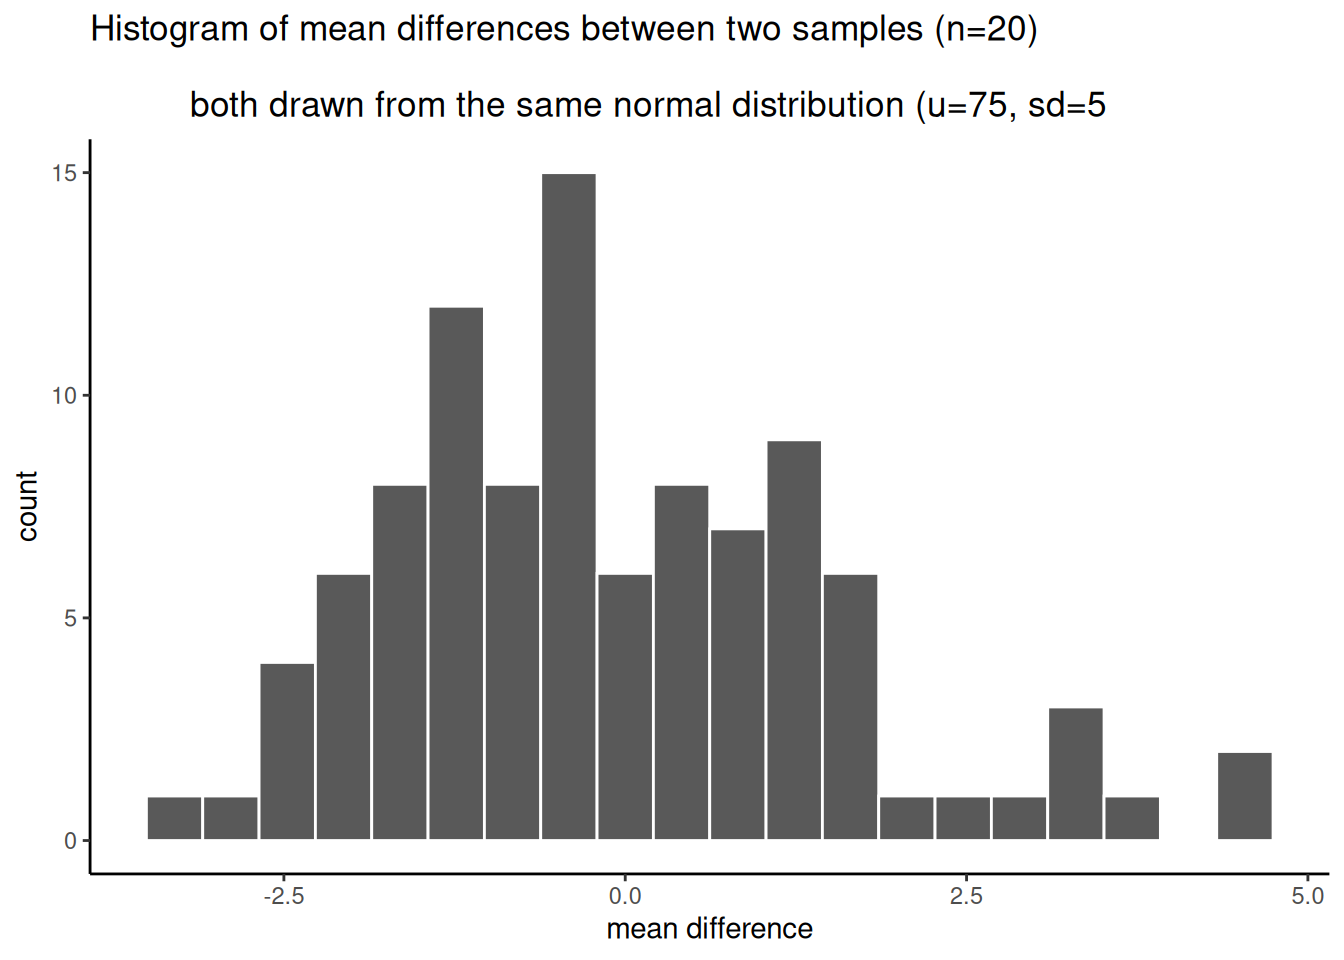 Histogram of mean differences between two samples (n=20)
both drawn from the same normal distribution (u=75, sd=5
15
10
5
0
count
-2.5
0.0
2.5
5.0
mean difference